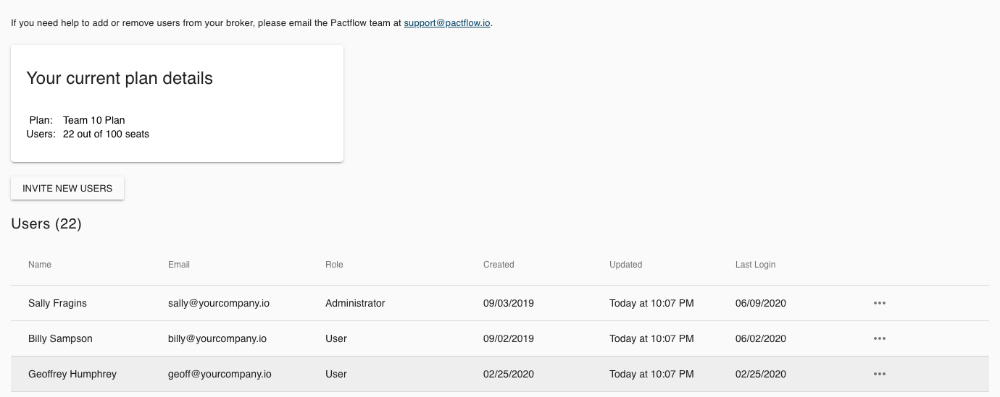 If you need help to add or remove users from your broker, please email the Pactflow team at support@pactflow.io.
Your current plan details
Plan: Team 10 Plan
Users: 22 out of 100 seats
INVITE NEW USERS
Users (22)
Name Email Role Created Updated Last Login
Sally Fragins sally@yourcompany.io Administrator 09/03/2019 Today at 10:07 PM 06/09/2020
Billy Sampson billy@yourcompany.io User 09/02/2019 Today at 10:07 PM 06/02/2020
Geoffrey Humphrey geoff@yourcompany.io User 02/25/2020 Today at 10:07 PM 02/25/2020